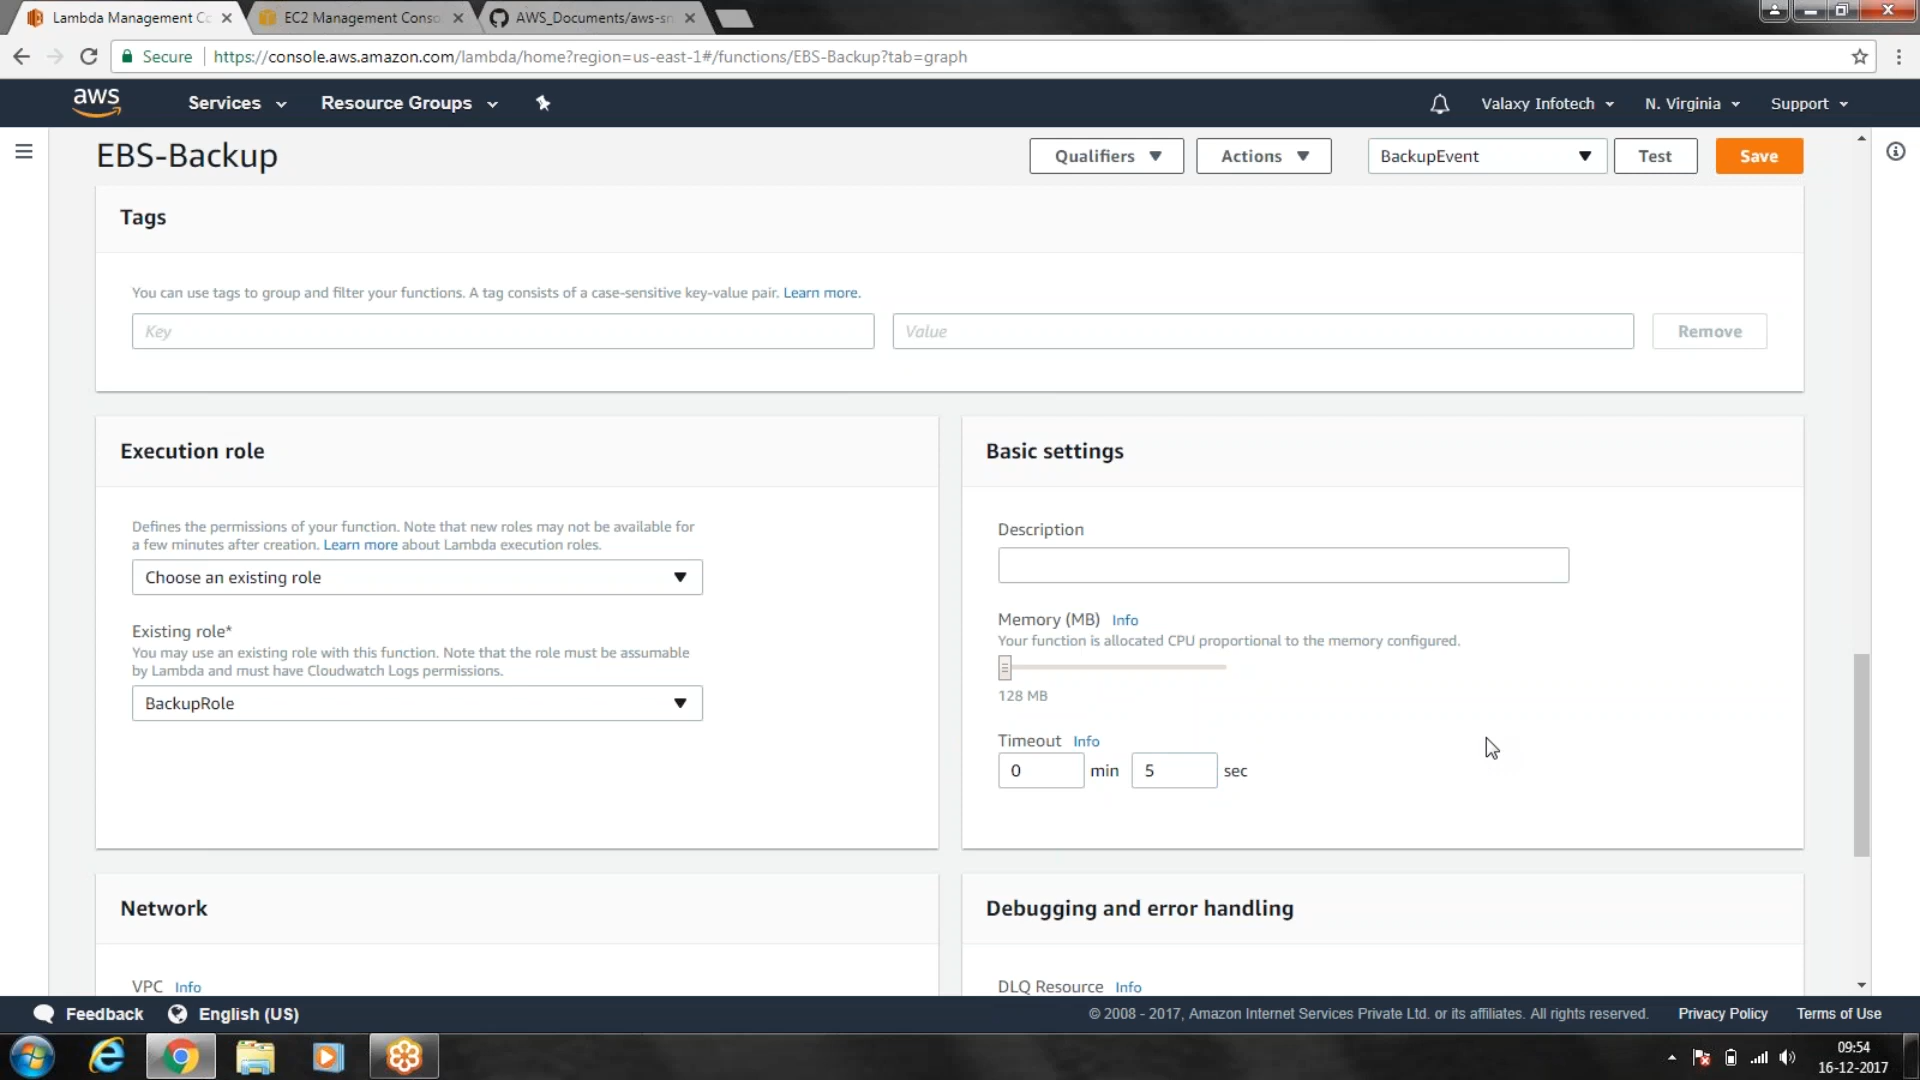 Lambda Management Co
EC2 Management Conso
AWS_Documents/aws-sn
Secure
https://console.aws.amazon.com/lambda/home?region=us-east-1#/functions/EBS-Backup?tab=graph
aws
Services
Resource Groups
Valaxy Infotech
N. Virginia
Support
EBS-Backup
Qualifiers
Actions
BackupEvent
Test
Save
Tags
You can use tags to group and filter your functions. A tag consists of a case-sensitive key-value pair. Learn more.
Key
Value
Remove
Execution role
Defines the permissions of your function. Note that new roles may not be available for
a few minutes after creation. Learn more about Lambda execution roles.
Choose an existing role
Existing role*
You may use an existing role with this function. Note that the role must be assumable
by Lambda and must have Cloudwatch Logs permissions.
BackupRole
Basic settings
Description
Memory (MB) Info
Your function is allocated CPU proportional to the memory configured.
128 MB
Timeout Info
0 min 5 sec
Network
VPC Info
Debugging and error handling
DLQ Resource Info
Feedback
English (US)
© 2008 - 2017, Amazon Internet Services Private Ltd. or its affiliates. All rights reserved.
Privacy Policy
Terms of Use
09:54
16-12-2017